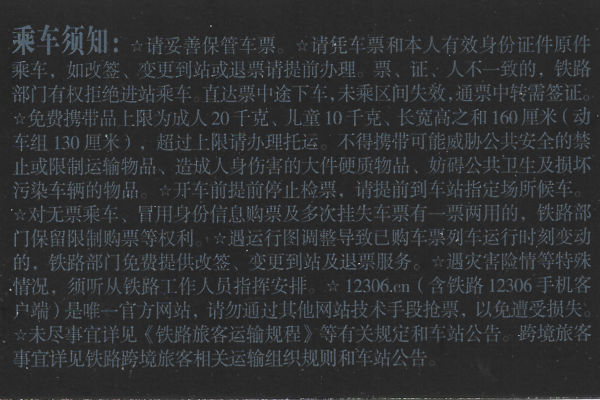 乘车须知：☆请妥善保管车票。☆请凭车票和本人有效身份证件原件
乘车，如改签、变更到站或退票请提前办理。票、证、人不一致的，铁路
部门有权拒绝进站乘车。直达票中途下车，未乘区间失效，通票中转需签证。
☆免费携带品上限为成人20千克、儿童10千克、长宽高之和160厘米（动
车组130厘米），超过上限请办理托运。不得携带可能威胁公共安全的禁
止或限制运输物品、造成人身伤害的大件硬质物品、妨碍公共卫生及损坏
污染车辆的物品。☆开车前提前停止检票，请提前到车站指定场所候车。
☆对无票乘车、冒用身份信息购票及多次挂失车票有一票两用的，铁路部
门保留限制购票等权利。☆遇运行图调整导致已购车票列车运行时刻变动
的，铁路部门免费提供改签、变更到站及退票服务。☆遇灾害险情等特殊
情况，须听从铁路工作人员指挥安排。☆12306.cn（含铁路12306手机客
户端）是唯一官方网站，请勿通过其他网站技术手段抢票，以免遭受损失。
☆未尽事宜详见《铁路旅客运输规程》等有关规定和车站公告。跨境旅客
事宜详见铁路跨境旅客相关运输组织规则和车站公告。